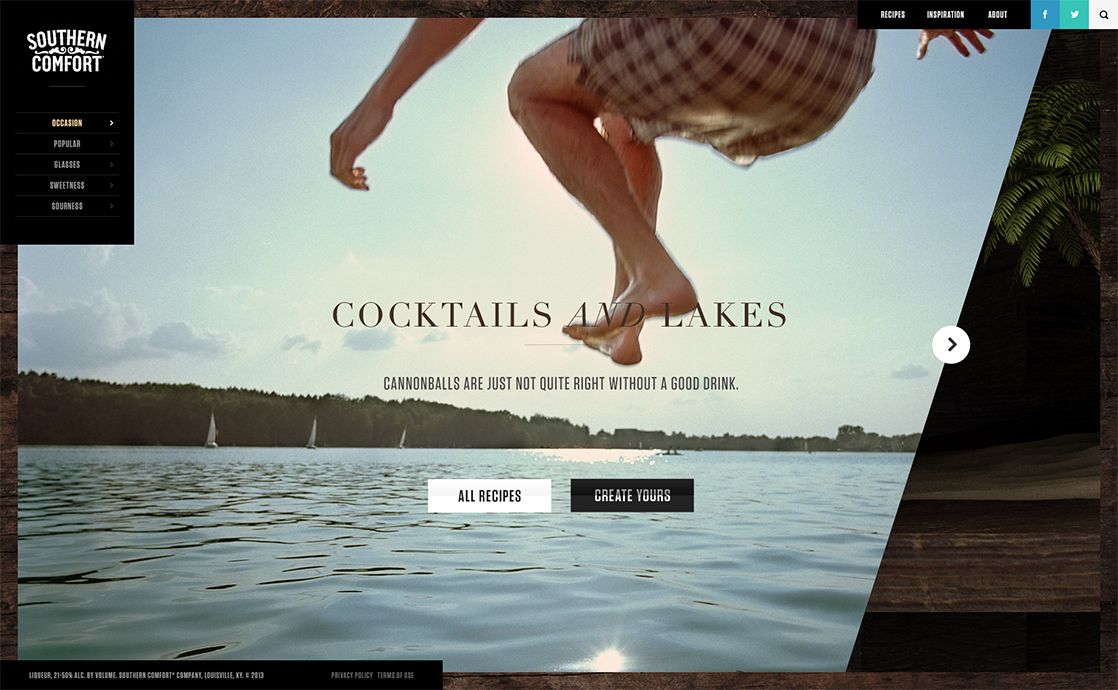 SOUTHERN
COMFORT
OCCASION
POPULAR
GLASSES
SWEETNESS
SOURNESS
RECIPES INSPIRATION ABOUT
COCKTAILS AND LAKES
CANNONBALLS ARE JUST NOT QUITE RIGHT WITHOUT A GOOD DRINK.
ALL RECIPES CREATE YOURS
LIQUEUR, 21-50% ALC. BY VOLUME. SOUTHERN COMFORT® COMPANY, LOUISVILLE, KY. © 2013 PRIVACY POLICY TERMS OF USE